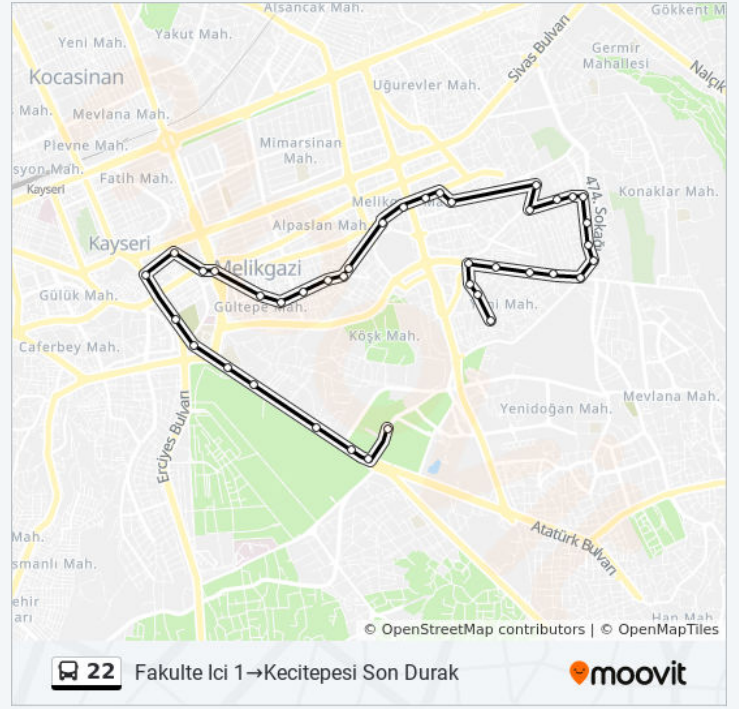 Alsancak Mah.
Gökkent M
Yakut Mah.
Yeni Mah.
Sivas Bulvarı
Germir
Mahallesi
Kocasinan
Nalçık
Uğurevler Mah.
Mah.
Mevlana Mah.
Plevne Mah.
Mimarsinan
Mah.
syon Mah.
Fatih Mah.
Kayseri
474. Sokağı
Konaklar Mah.
Alpaslan Mah.
Kayseri
Melikgazi
Gülük Mah.
Gültepe Mah.
Caferbey Mah.
Köşk Mah.
Mevlana Mah.
Yenidoğan Mah.
Erciyes Bulvarı
Atatürk Bulvarı
Mah.
smanlı Mah.
ehir
arı
Han Mah.
© OpenStreetMap contributors | © OpenMapTiles
22 Fakulte Ici 1→Kecitepesi Son Durak
moovit